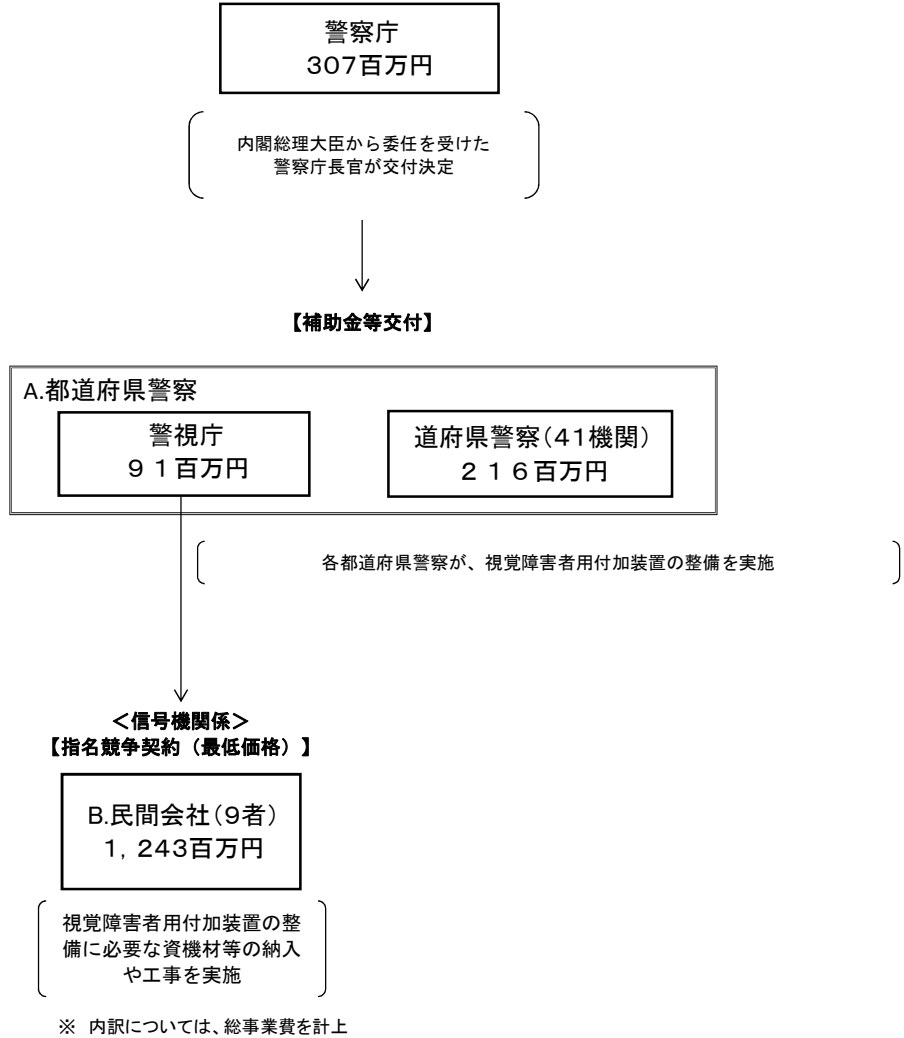 警察庁
307百万円
内閣総理大臣から委任を受けた
警察庁長官が交付決定
【補助金等交付】
A.都道府県警察
警視庁
９１百万円
道府県警察（41機関）
２１６百万円
各都道府県警察が、視覚障害者用付加装置の整備を実施
＜信号機関係＞
【指名競争契約（最低価格）】
B.民間会社（9者）
1，243百万円
視覚障害者用付加装置の整
備に必要な資機材等の納入
や工事を実施
※　内訳については、総事業費を計上